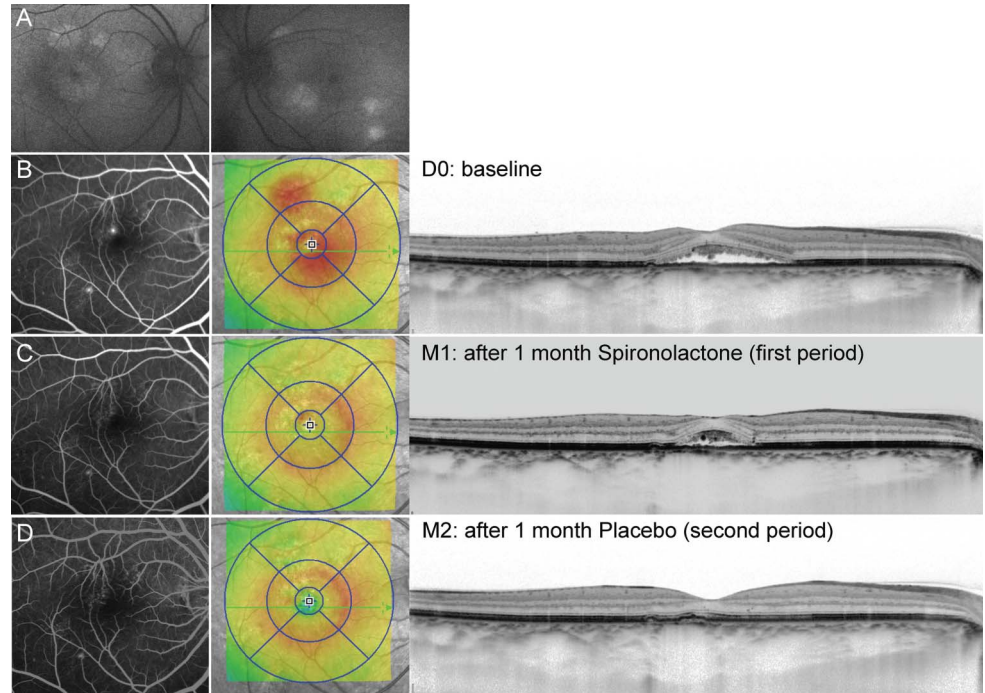 A
B
D0: baseline
C
M1: after 1 month Spironolactone (first period)
D
M2: after 1 month Placebo (second period)